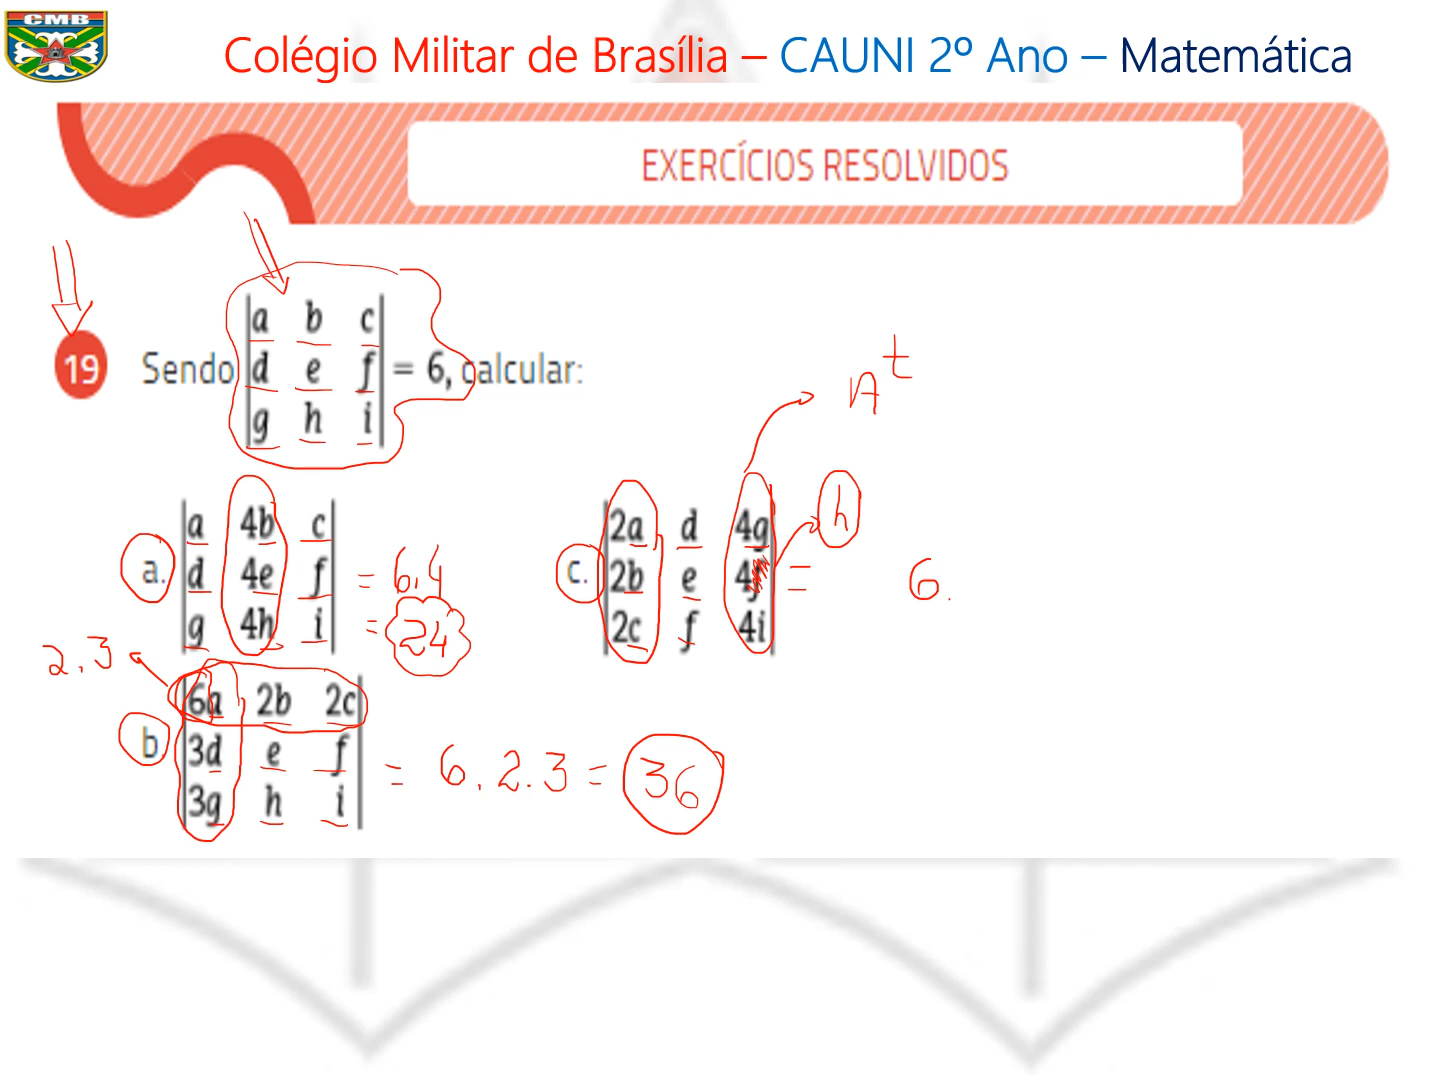 CMB
Colégio Militar de Brasília – CAUNI 2º Ano – Matemática
EXERCÍCIOS RESOLVIDOS
19 Sendo |a b c|
|d e f| = 6, calcular:
|g h i|
a. |a 4b c|
|d 4e f| = 6.4
|g 4h i| = 24
2.3
b. |6a 2b 2c|
|3d e f| = 6.2.3 = 36
|3g h i|
A^t
c. |2a d 4g| h
|2b e 4 | = 6.
|2c f 4i|